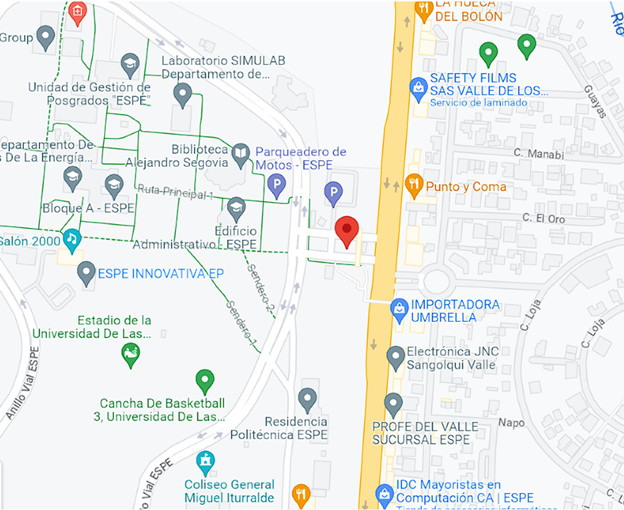 LA HUECA
DEL BOLÓN
Río
Group
Laboratorio SIMULAB
Departamento de...
Unidad de Gestión de
Posgrados "ESPE"
SAFETY FILMS
SAS VALLE DE LOS...
Servicio de laminado
Guayas
epartamento De
s De La Energía...
Biblioteca
Alejandro Segovia
Parqueadero de
Motos - ESPE
C. Manabi
Ruta-Principal-1
Punto y Coma
Bloque A - ESPE
C. El Oro
Salón 2000
Edificio
Administrativo ESPE
ESPE INNOVATIVA EP
Sendero-2
Sendero-1
C. Loja
C. Loja
IMPORTADORA
UMBRELLA
Estadio de la
Universidad De Las...
Electrónica JNC
Sangolqui Valle
Anillo Vial ESPE
Cancha De Basketball
3, Universidad De Las...
Residencia
Politécnica ESPE
PROFE DEL VALLE
SUCURSAL ESPE
Napo
Vial ESPE
Coliseo General
Miguel Iturralde
IDC Mayoristas en
Computación CA | ESPE